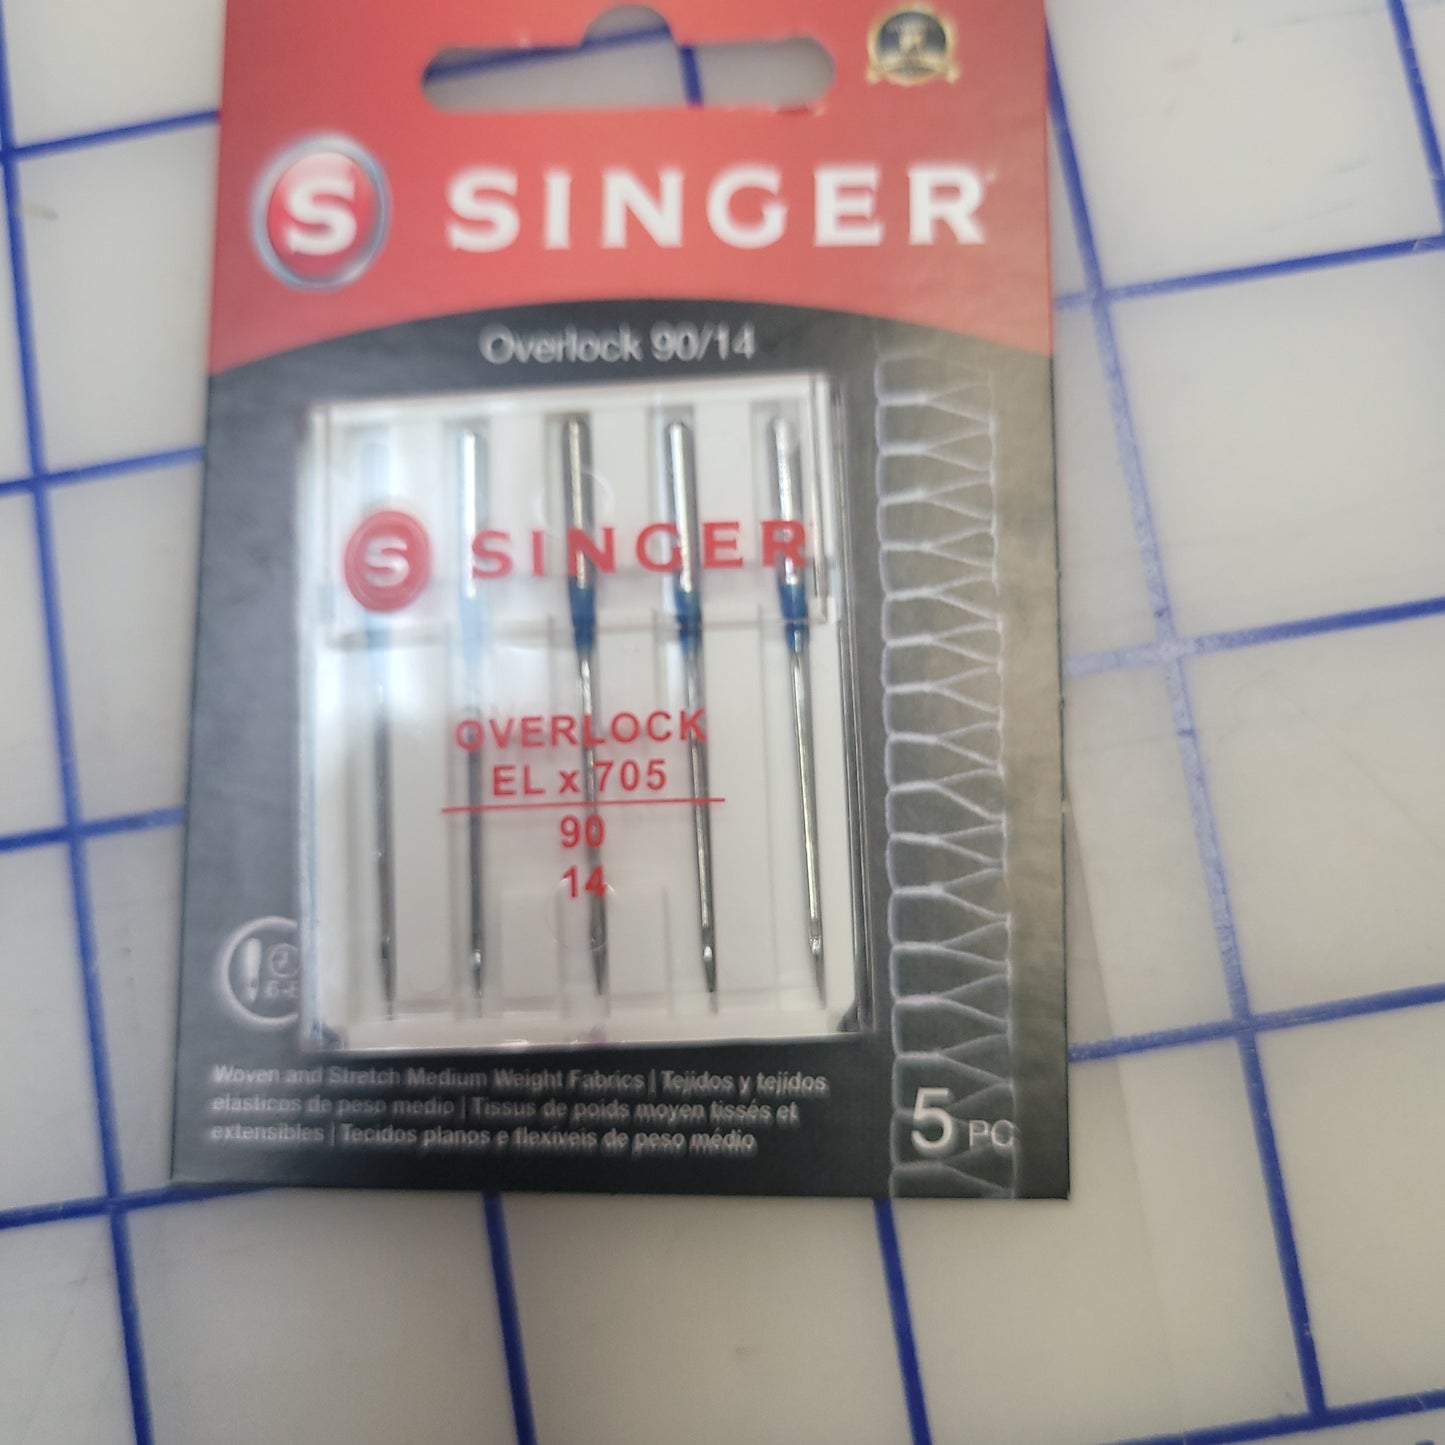 S SINGER
Overlock 90/14
S SINGER
OVERLOCK
EL x 705
90
14
Woven and Stretch Medium Weight Fabrics | Tejidos y tejidos
elásticos de peso medio | Tissus de poids moyen tissés et
extensibles | Tecidos planos e flexíveis de peso médio
5 PC